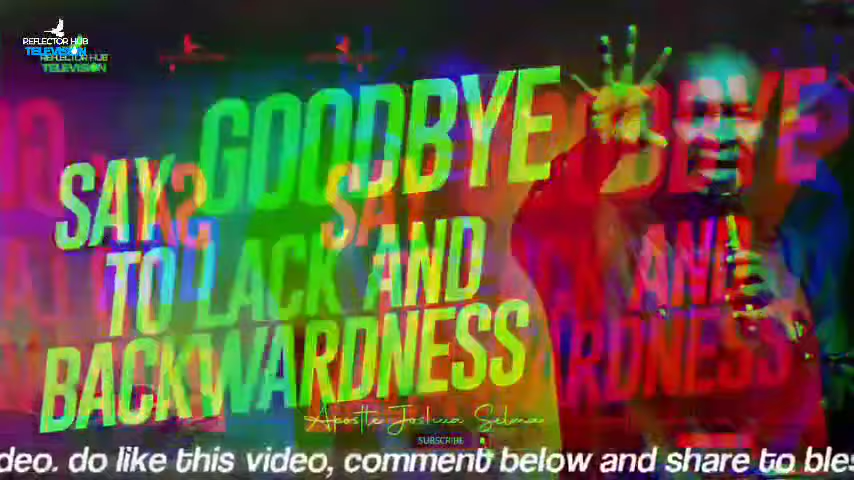 REFLECTOR HUB
TELEVISION
REFLECTOR HUB
TELEVISION
SAY GOODBYE
TO LACK AND
BACKWARDNESS
Apostle Joshua Selman
SUBSCRIBE
deo. do like this video, comment below and share to bles